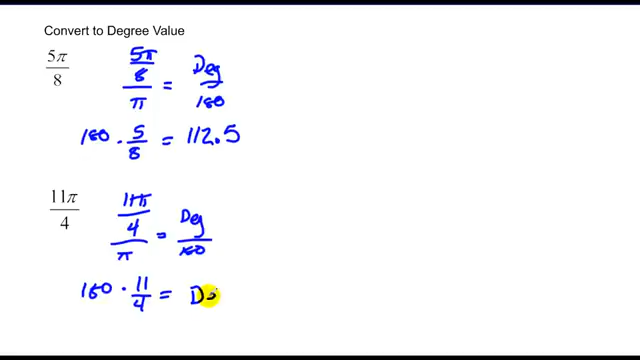 Convert to Degree Value
5π/8
(5π/8)/π = Deg/180
180 · 5/8 = 112.5
11π/4
(11π/4)/π = Deg/180
180 · 11/4 = D